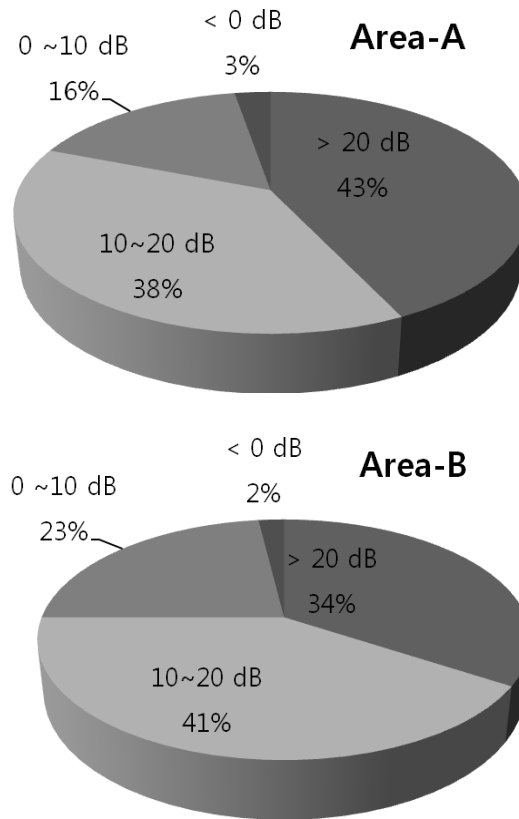 < 0 dB
3%
Area-A
0 ~10 dB
16%
> 20 dB
43%
10~20 dB
38%
< 0 dB
2%
Area-B
0 ~10 dB
23%
> 20 dB
34%
10~20 dB
41%